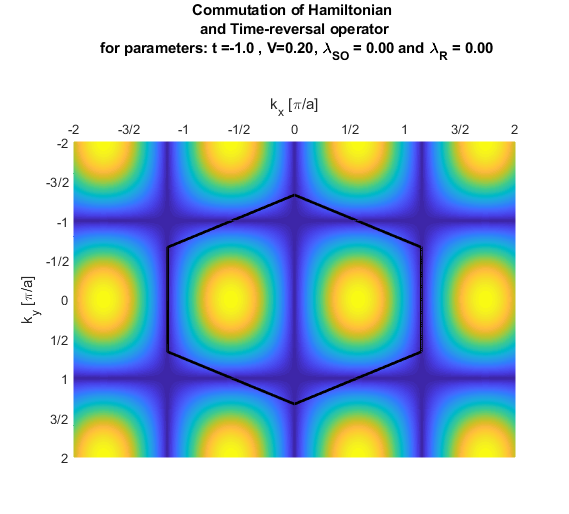 Commutation of Hamiltonian
and Time-reversal operator
for parameters: t =-1.0 , V=0.20, λSO = 0.00 and λR = 0.00
kx [π/a]
-2 -3/2 -1 -1/2 0 1/2 1 3/2 2
ky [π/a]
-2
-3/2
-1
-1/2
0
1/2
1
3/2
2